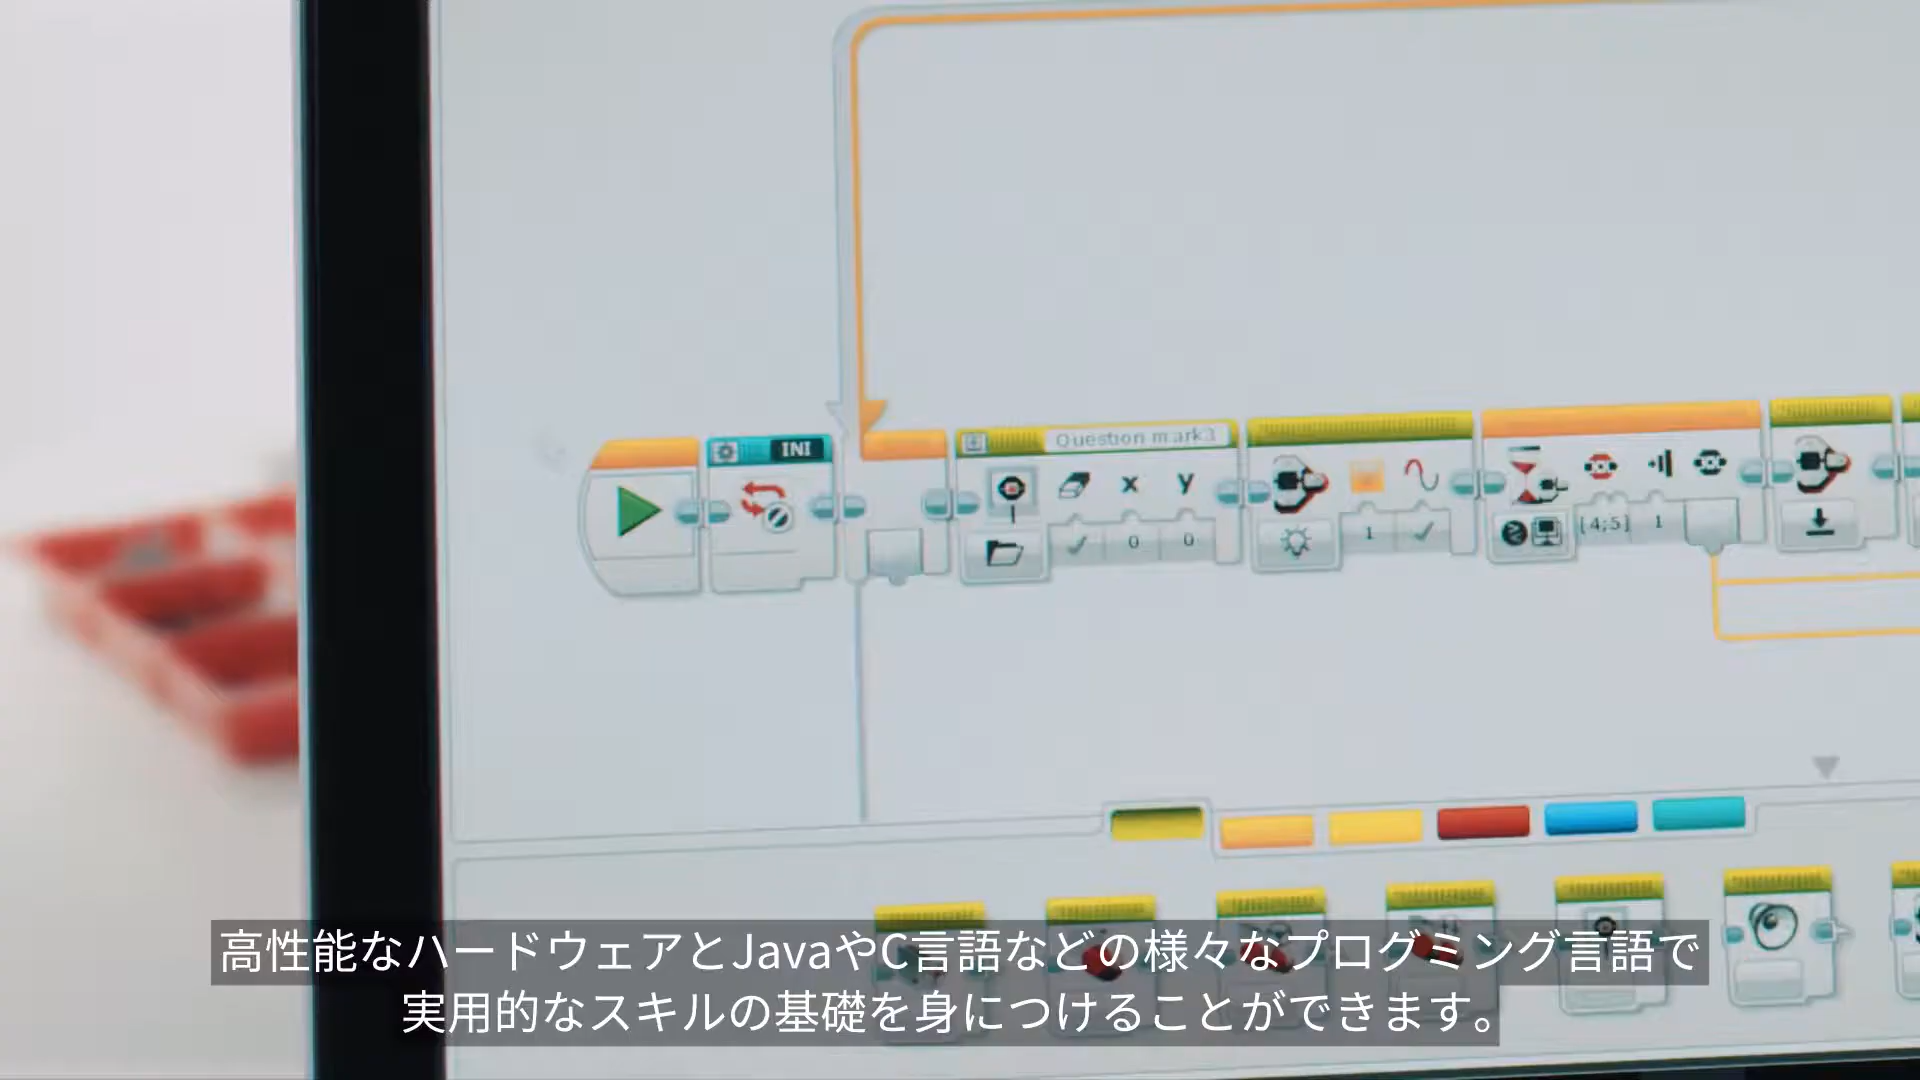 INI
Question mark1
x y
[4;5] 1
1
0 0
高性能なハードウェアとJavaやC言語などの様々なプログミング言語で
実用的なスキルの基礎を身につけることができます。